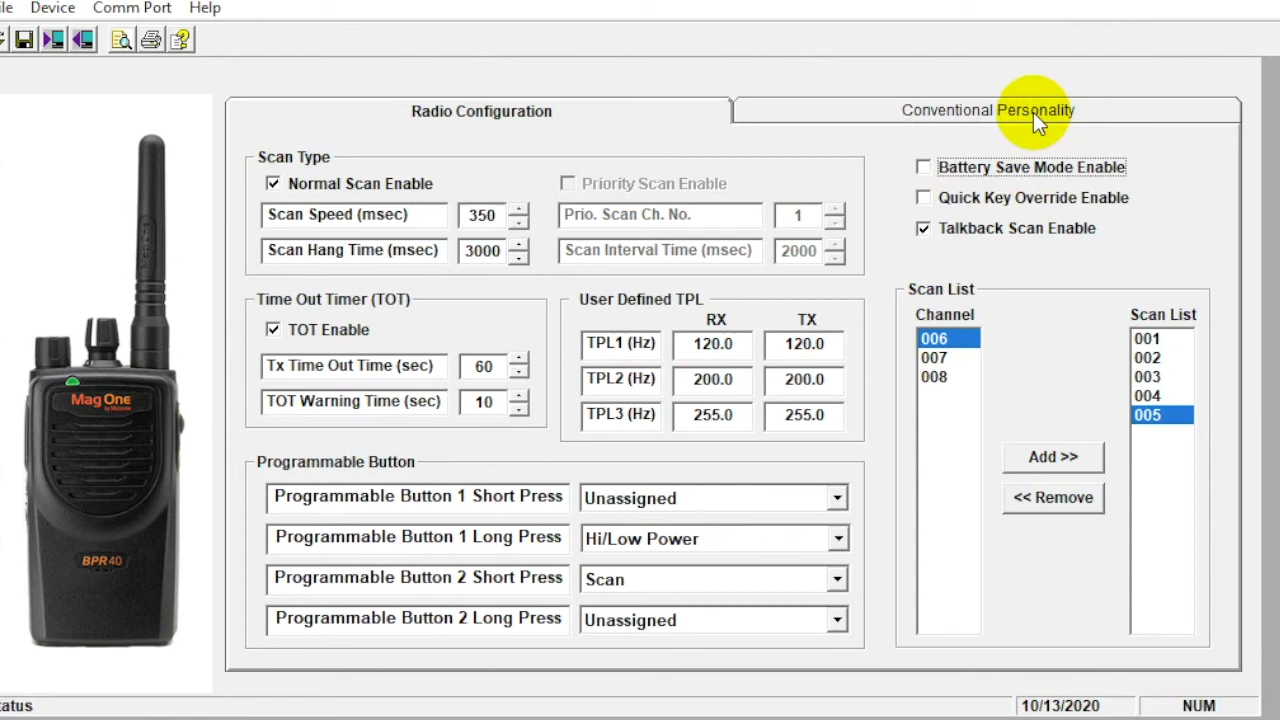 ile Device Comm Port Help
Radio Configuration
Conventional Personality
Scan Type
Normal Scan Enable
Priority Scan Enable
Scan Speed (msec) 350
Prio. Scan Ch. No. 1
Scan Hang Time (msec) 3000
Scan Interval Time (msec) 2000
Battery Save Mode Enable
Quick Key Override Enable
Talkback Scan Enable
Time Out Timer (TOT)
TOT Enable
Tx Time Out Time (sec) 60
TOT Warning Time (sec) 10
User Defined TPL
RX TX
TPL1 (Hz) 120.0 120.0
TPL2 (Hz) 200.0 200.0
TPL3 (Hz) 255.0 255.0
Scan List
Channel
006
007
008
Add >>
<< Remove
Scan List
001
002
003
004
005
Programmable Button
Programmable Button 1 Short Press Unassigned
Programmable Button 1 Long Press Hi/Low Power
Programmable Button 2 Short Press Scan
Programmable Button 2 Long Press Unassigned
Mag One
by Motorola
BPR40
tatus
10/13/2020
NUM